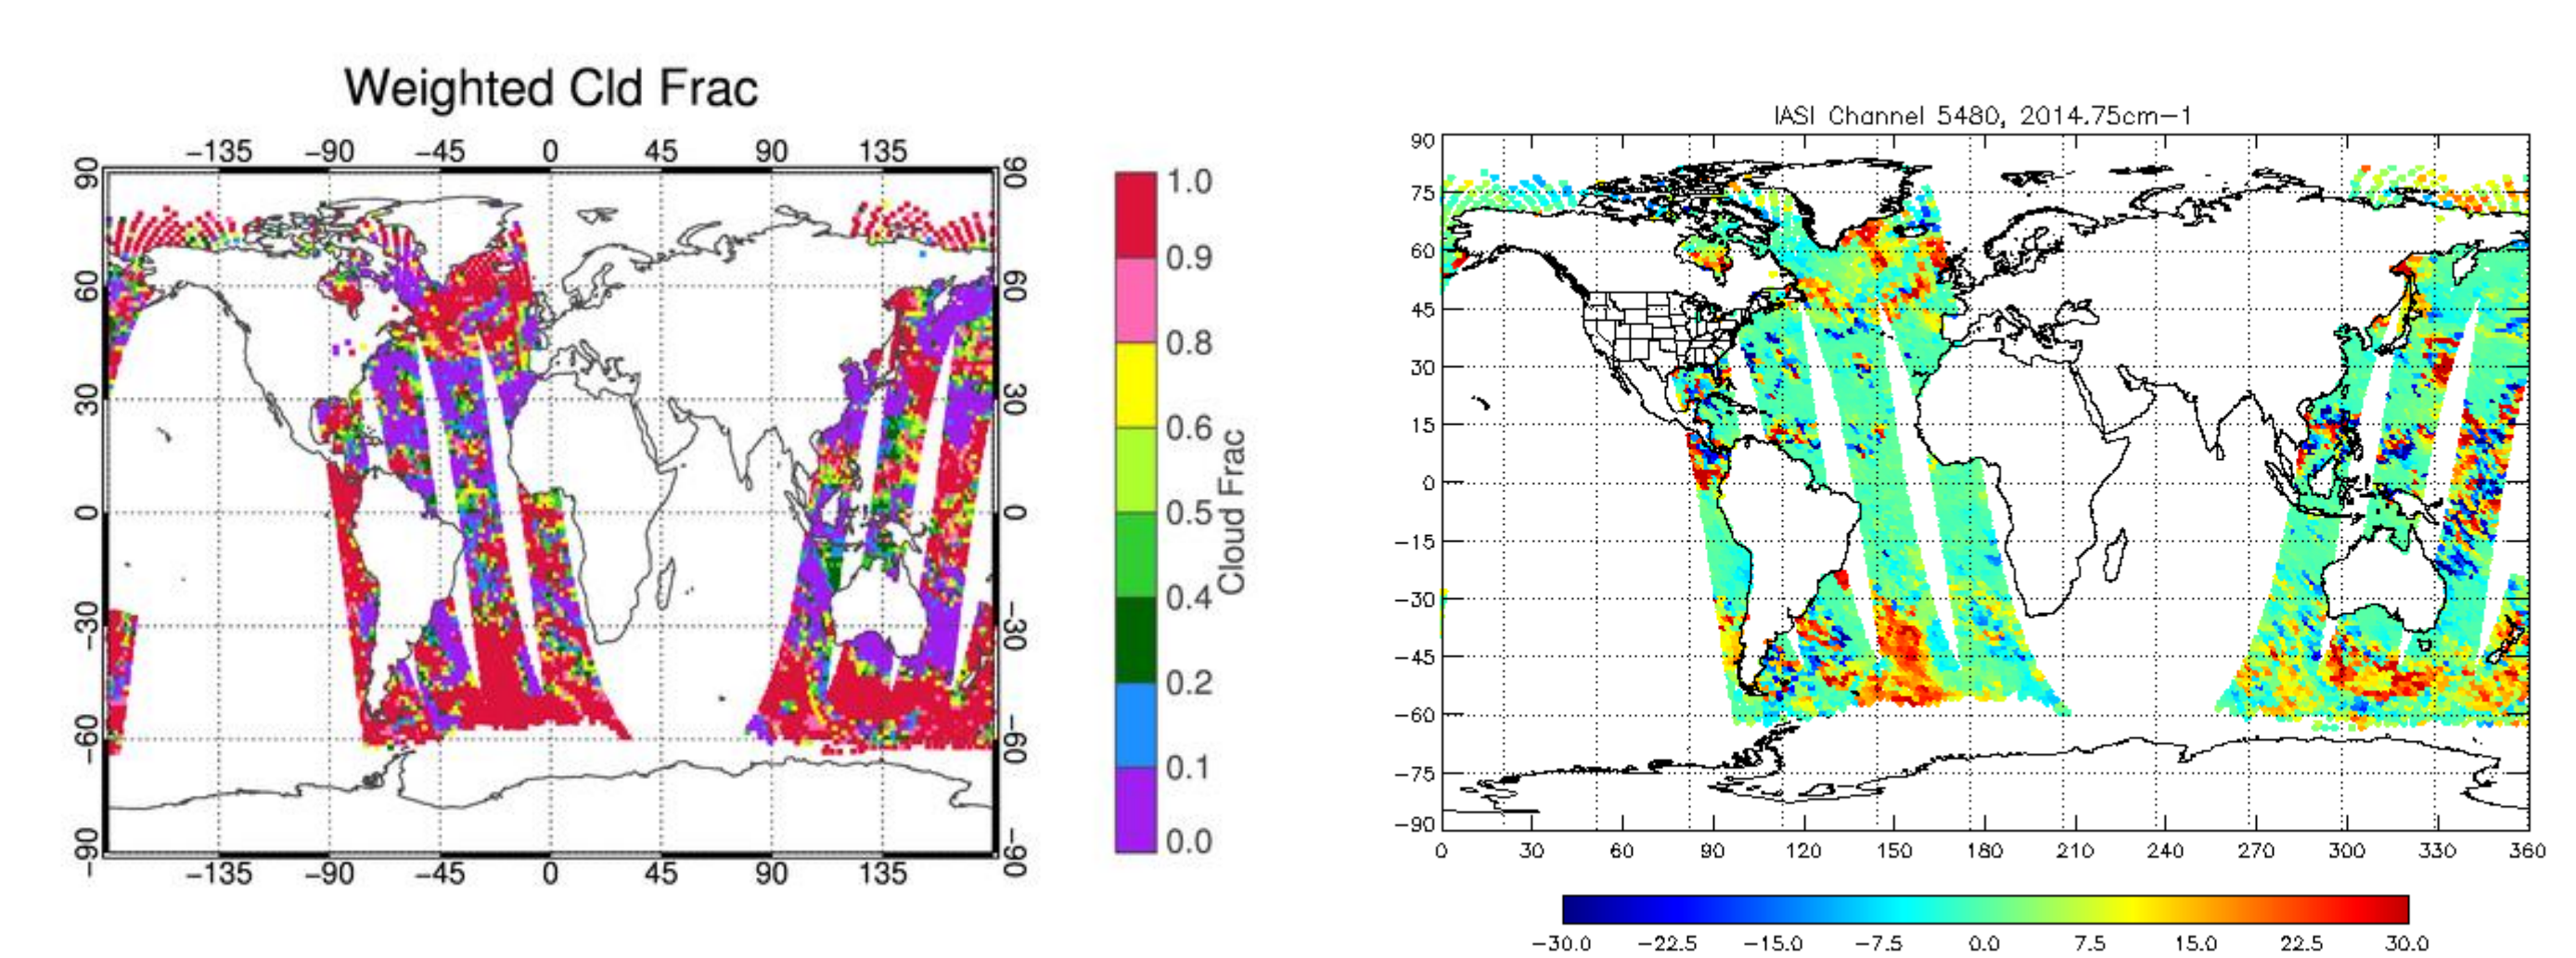 Weighted Cld Frac
−135 −90 −45 0 45 90 135
90 60 30 0 −30 −60 −90
90 60 30 0 −30 −60 −90
−135 −90 −45 0 45 90 135
1.0
0.9
0.8
0.6
0.5
0.4
0.2
0.1
0.0
Cloud Frac
IASI Channel 5480, 2014.75cm−1
90
75
60
45
30
15
0
−15
−30
−45
−60
−75
−90
0 30 60 90 120 150 180 210 240 270 300 330 360
−30.0 −22.5 −15.0 −7.5 0.0 7.5 15.0 22.5 30.0